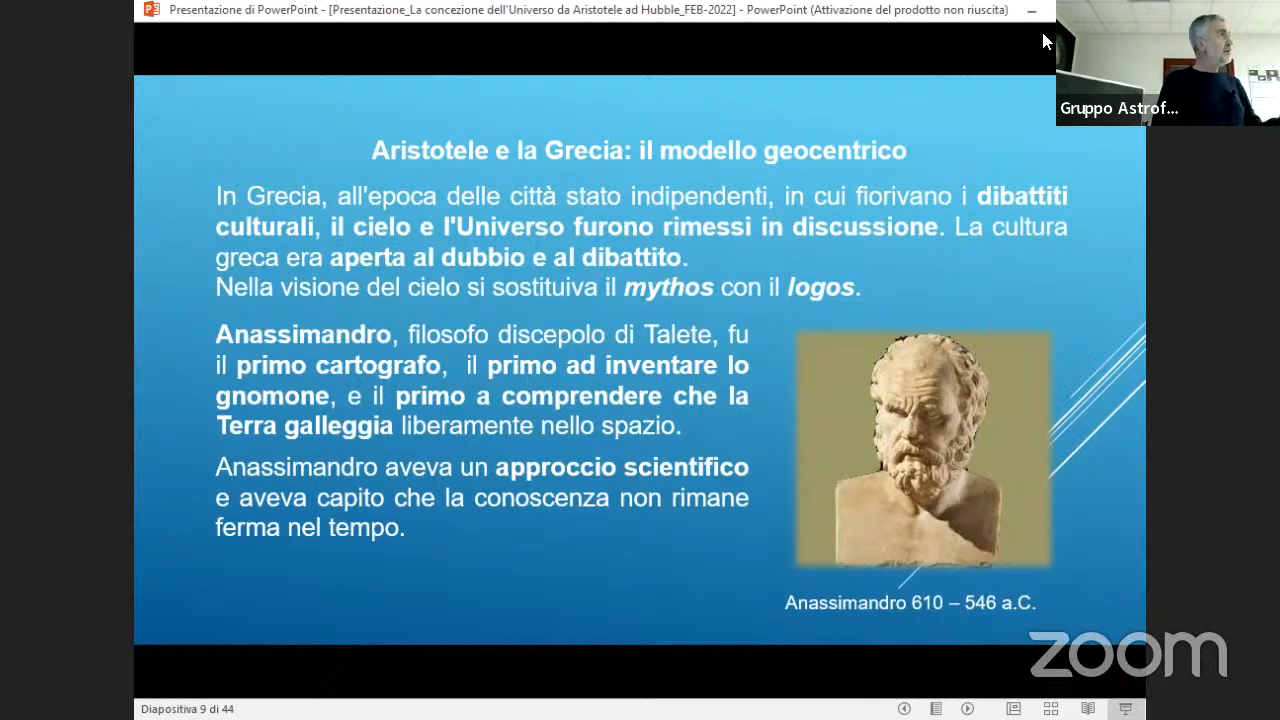 Presentazione di PowerPoint - [Presentazione_La concezione dell'Universo da Aristotele ad Hubble_FEB-2022] - PowerPoint (Attivazione del prodotto non riuscita)
Gruppo Astrof...
Aristotele e la Grecia: il modello geocentrico
In Grecia, all'epoca delle città stato indipendenti, in cui fiorivano i dibattiti
culturali, il cielo e l'Universo furono rimessi in discussione. La cultura
greca era aperta al dubbio e al dibattito.
Nella visione del cielo si sostituiva il mythos con il logos.
Anassimandro, filosofo discepolo di Talete, fu
il primo cartografo, il primo ad inventare lo
gnomone, e il primo a comprendere che la
Terra galleggia liberamente nello spazio.
Anassimandro aveva un approccio scientifico
e aveva capito che la conoscenza non rimane
ferma nel tempo.
Anassimandro 610 – 546 a.C.
zoom
Diapositiva 9 di 44